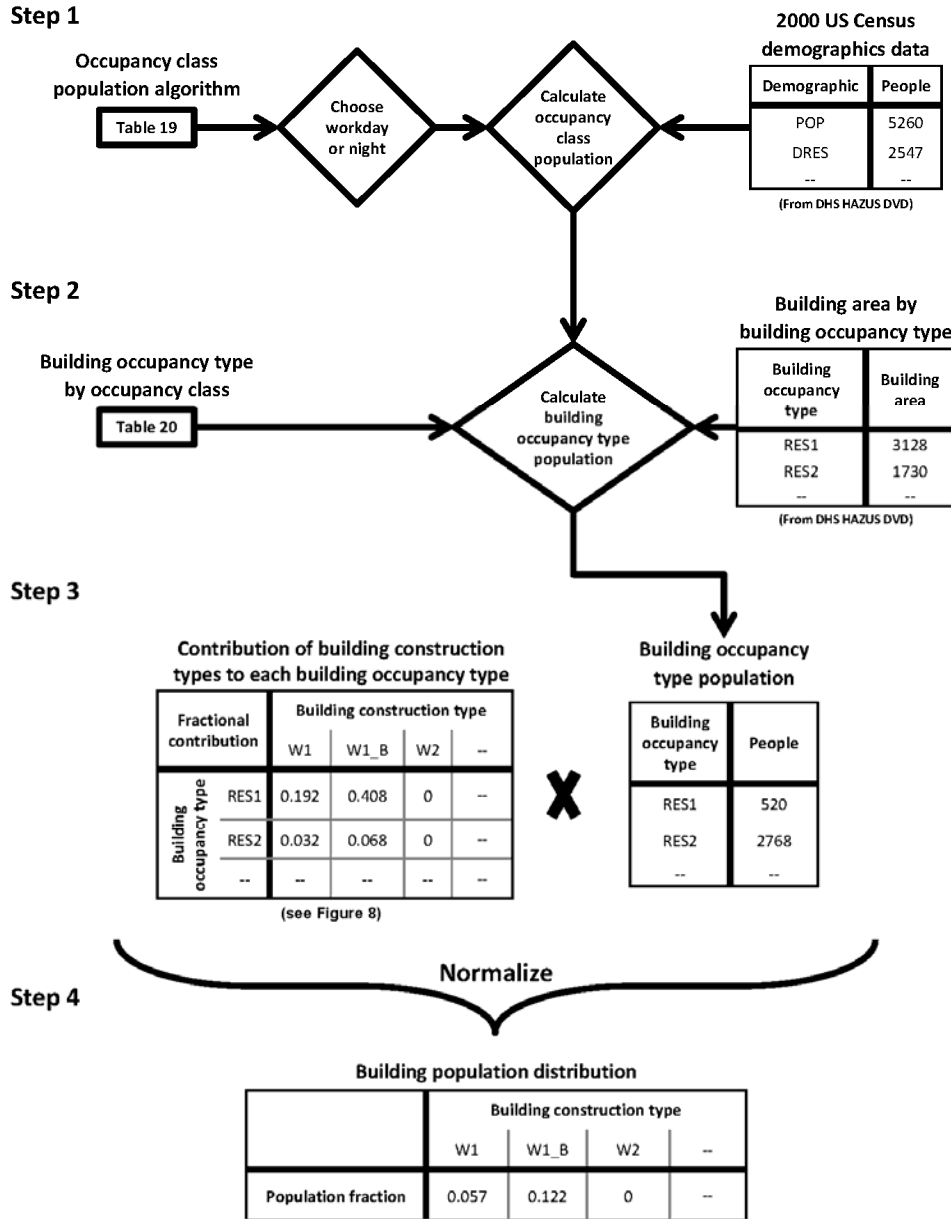 Step 1
Occupancy class
population algorithm
Table 19
Choose
workday
or night
Calculate
occupancy
class
population
2000 US Census
demographics data
Demographic People
POP 5260
DRES 2547
-- --
(From DHS HAZUS DVD)
Step 2
Building occupancy type
by occupancy class
Table 20
Calculate
building
occupancy type
population
Building area by
building occupancy type
Building
occupancy
type
Building
area
RES1 3128
RES2 1730
-- --
(From DHS HAZUS DVD)
Step 3
Contribution of building construction
types to each building occupancy type
Fractional
contribution
Building construction type
W1 W1_B W2 --
Building
occupancy type
RES1 0.192 0.408 0 --
RES2 0.032 0.068 0 --
-- -- -- -- --
(see Figure 8)
X
Building occupancy
type population
Building
occupancy
type
People
RES1 520
RES2 2768
-- --
Normalize
Step 4
Building population distribution
Building construction type
W1 W1_B W2 --
Population fraction 0.057 0.122 0 --